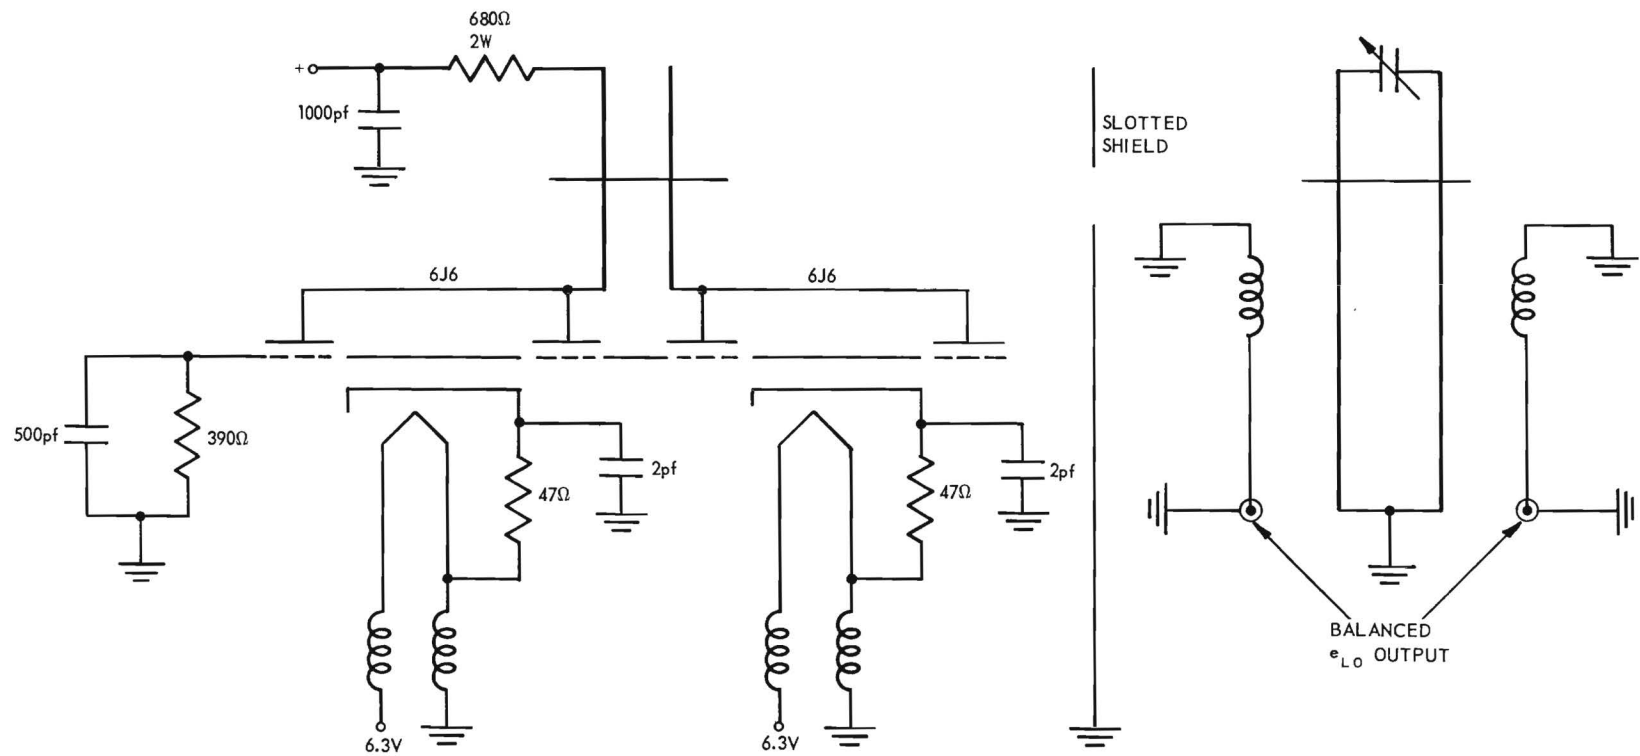 680Ω
2W
+
1000pf
SLOTTED
SHIELD
6J6
6J6
500pf
390Ω
47Ω
2pf
47Ω
2pf
BALANCED
eLO OUTPUT
6.3V
6.3V